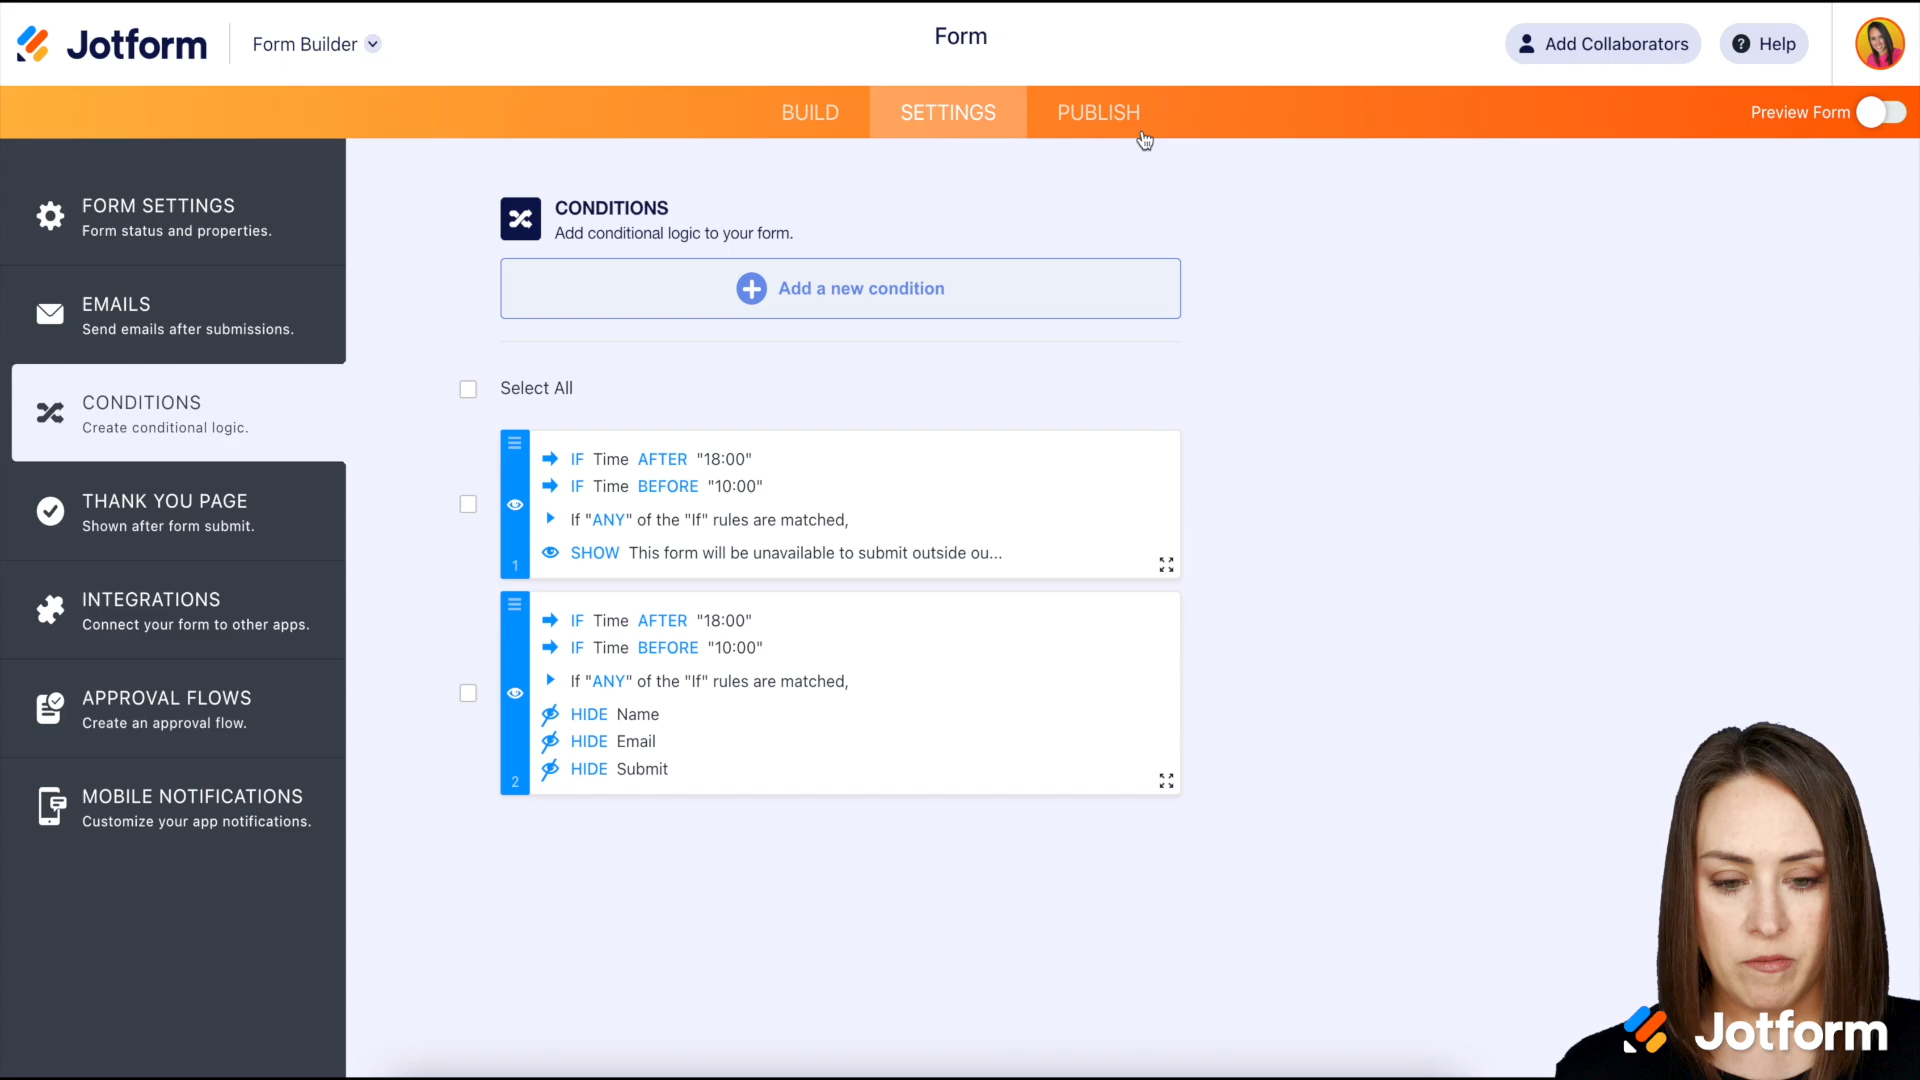 Jotform
Form Builder
Form
Add Collaborators
Help
BUILD
SETTINGS
PUBLISH
Preview Form
FORM SETTINGS
Form status and properties.
EMAILS
Send emails after submissions.
CONDITIONS
Create conditional logic.
THANK YOU PAGE
Shown after form submit.
INTEGRATIONS
Connect your form to other apps.
APPROVAL FLOWS
Create an approval flow.
MOBILE NOTIFICATIONS
Customize your app notifications.
CONDITIONS
Add conditional logic to your form.
Add a new condition
Select All
IF Time AFTER "18:00"
IF Time BEFORE "10:00"
If "ANY" of the "If" rules are matched,
SHOW This form will be unavailable to submit outside ou...
1
IF Time AFTER "18:00"
IF Time BEFORE "10:00"
If "ANY" of the "If" rules are matched,
HIDE Name
HIDE Email
HIDE Submit
2
Jotform